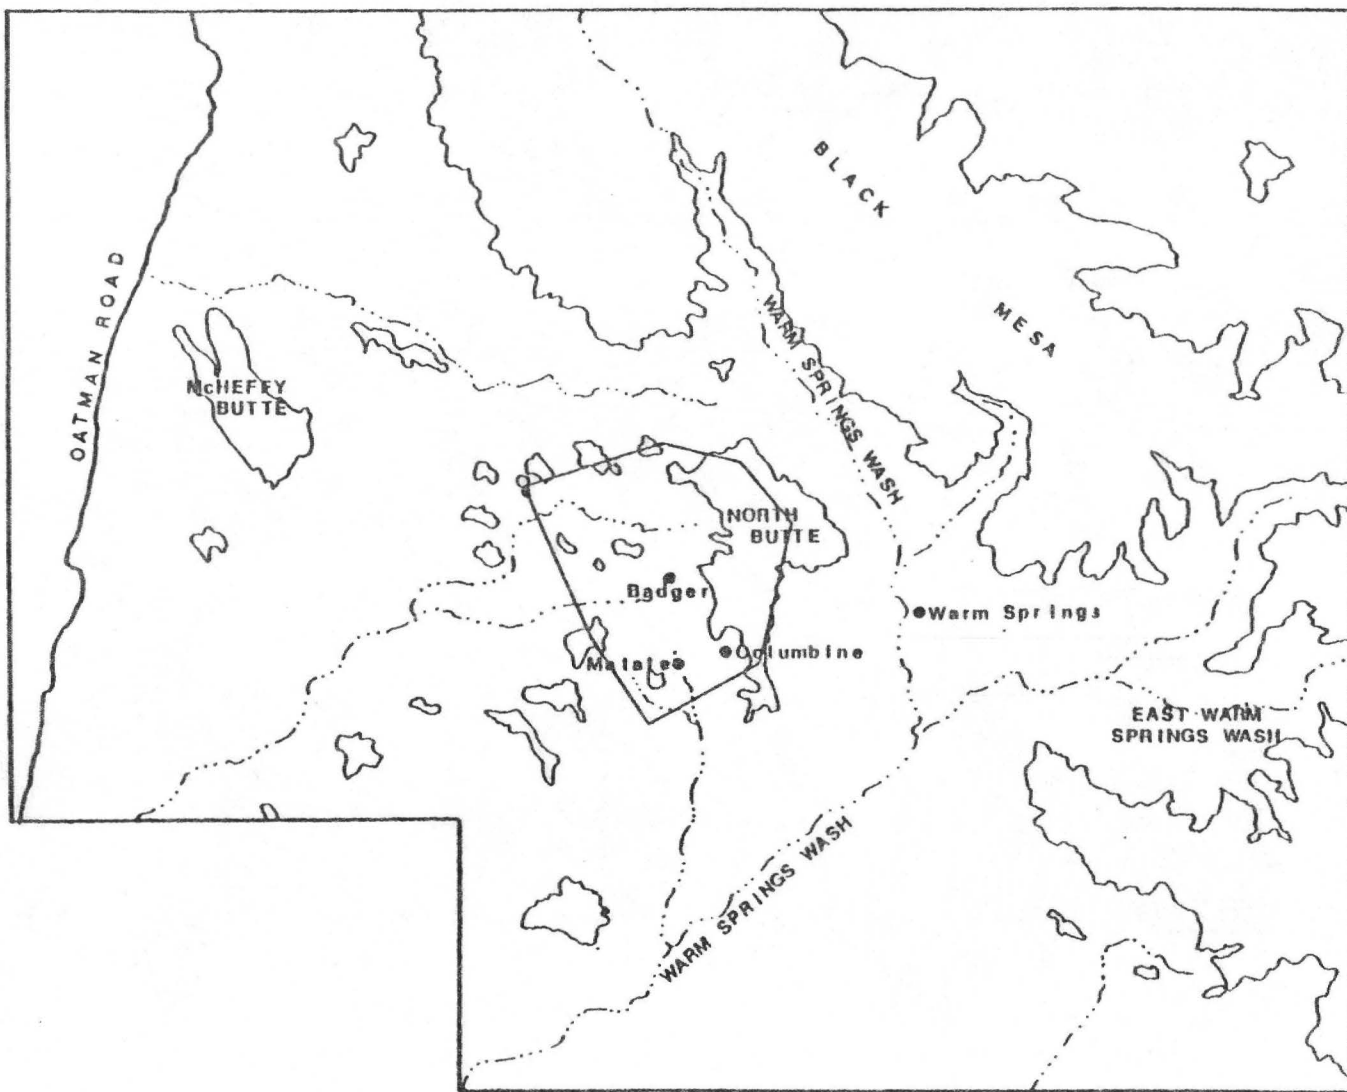 BLACK
MESA
OATMAN ROAD
WARM SPRINGS WASH
McHEFFY
BUTTE
NORTH
BUTTE
Badger
Warm Springs
Columbine
EAST WARM
SPRINGS WASH
WARM SPRINGS WASH